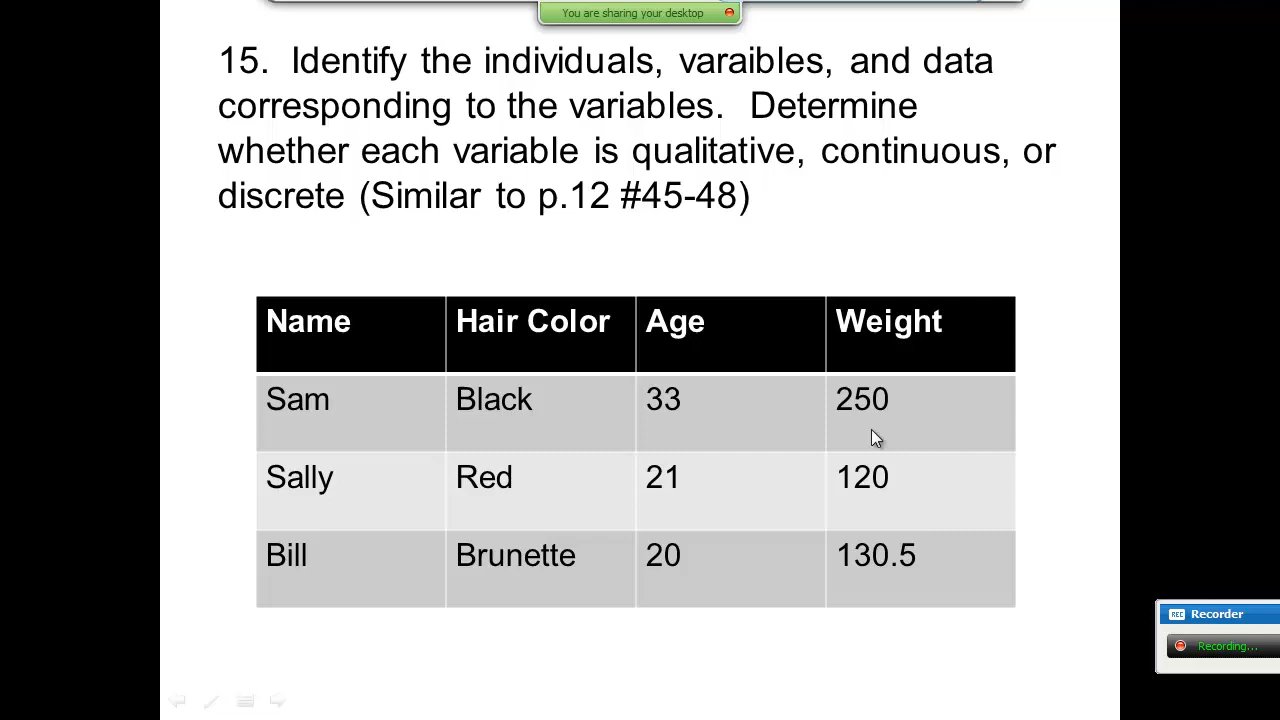 You are sharing your desktop
15. Identify the individuals, varaibles, and data
corresponding to the variables. Determine
whether each variable is qualitative, continuous, or
discrete (Similar to p.12 #45-48)
Name Hair Color Age Weight
Sam Black 33 250
Sally Red 21 120
Bill Brunette 20 130.5
REC Recorder
Recording...